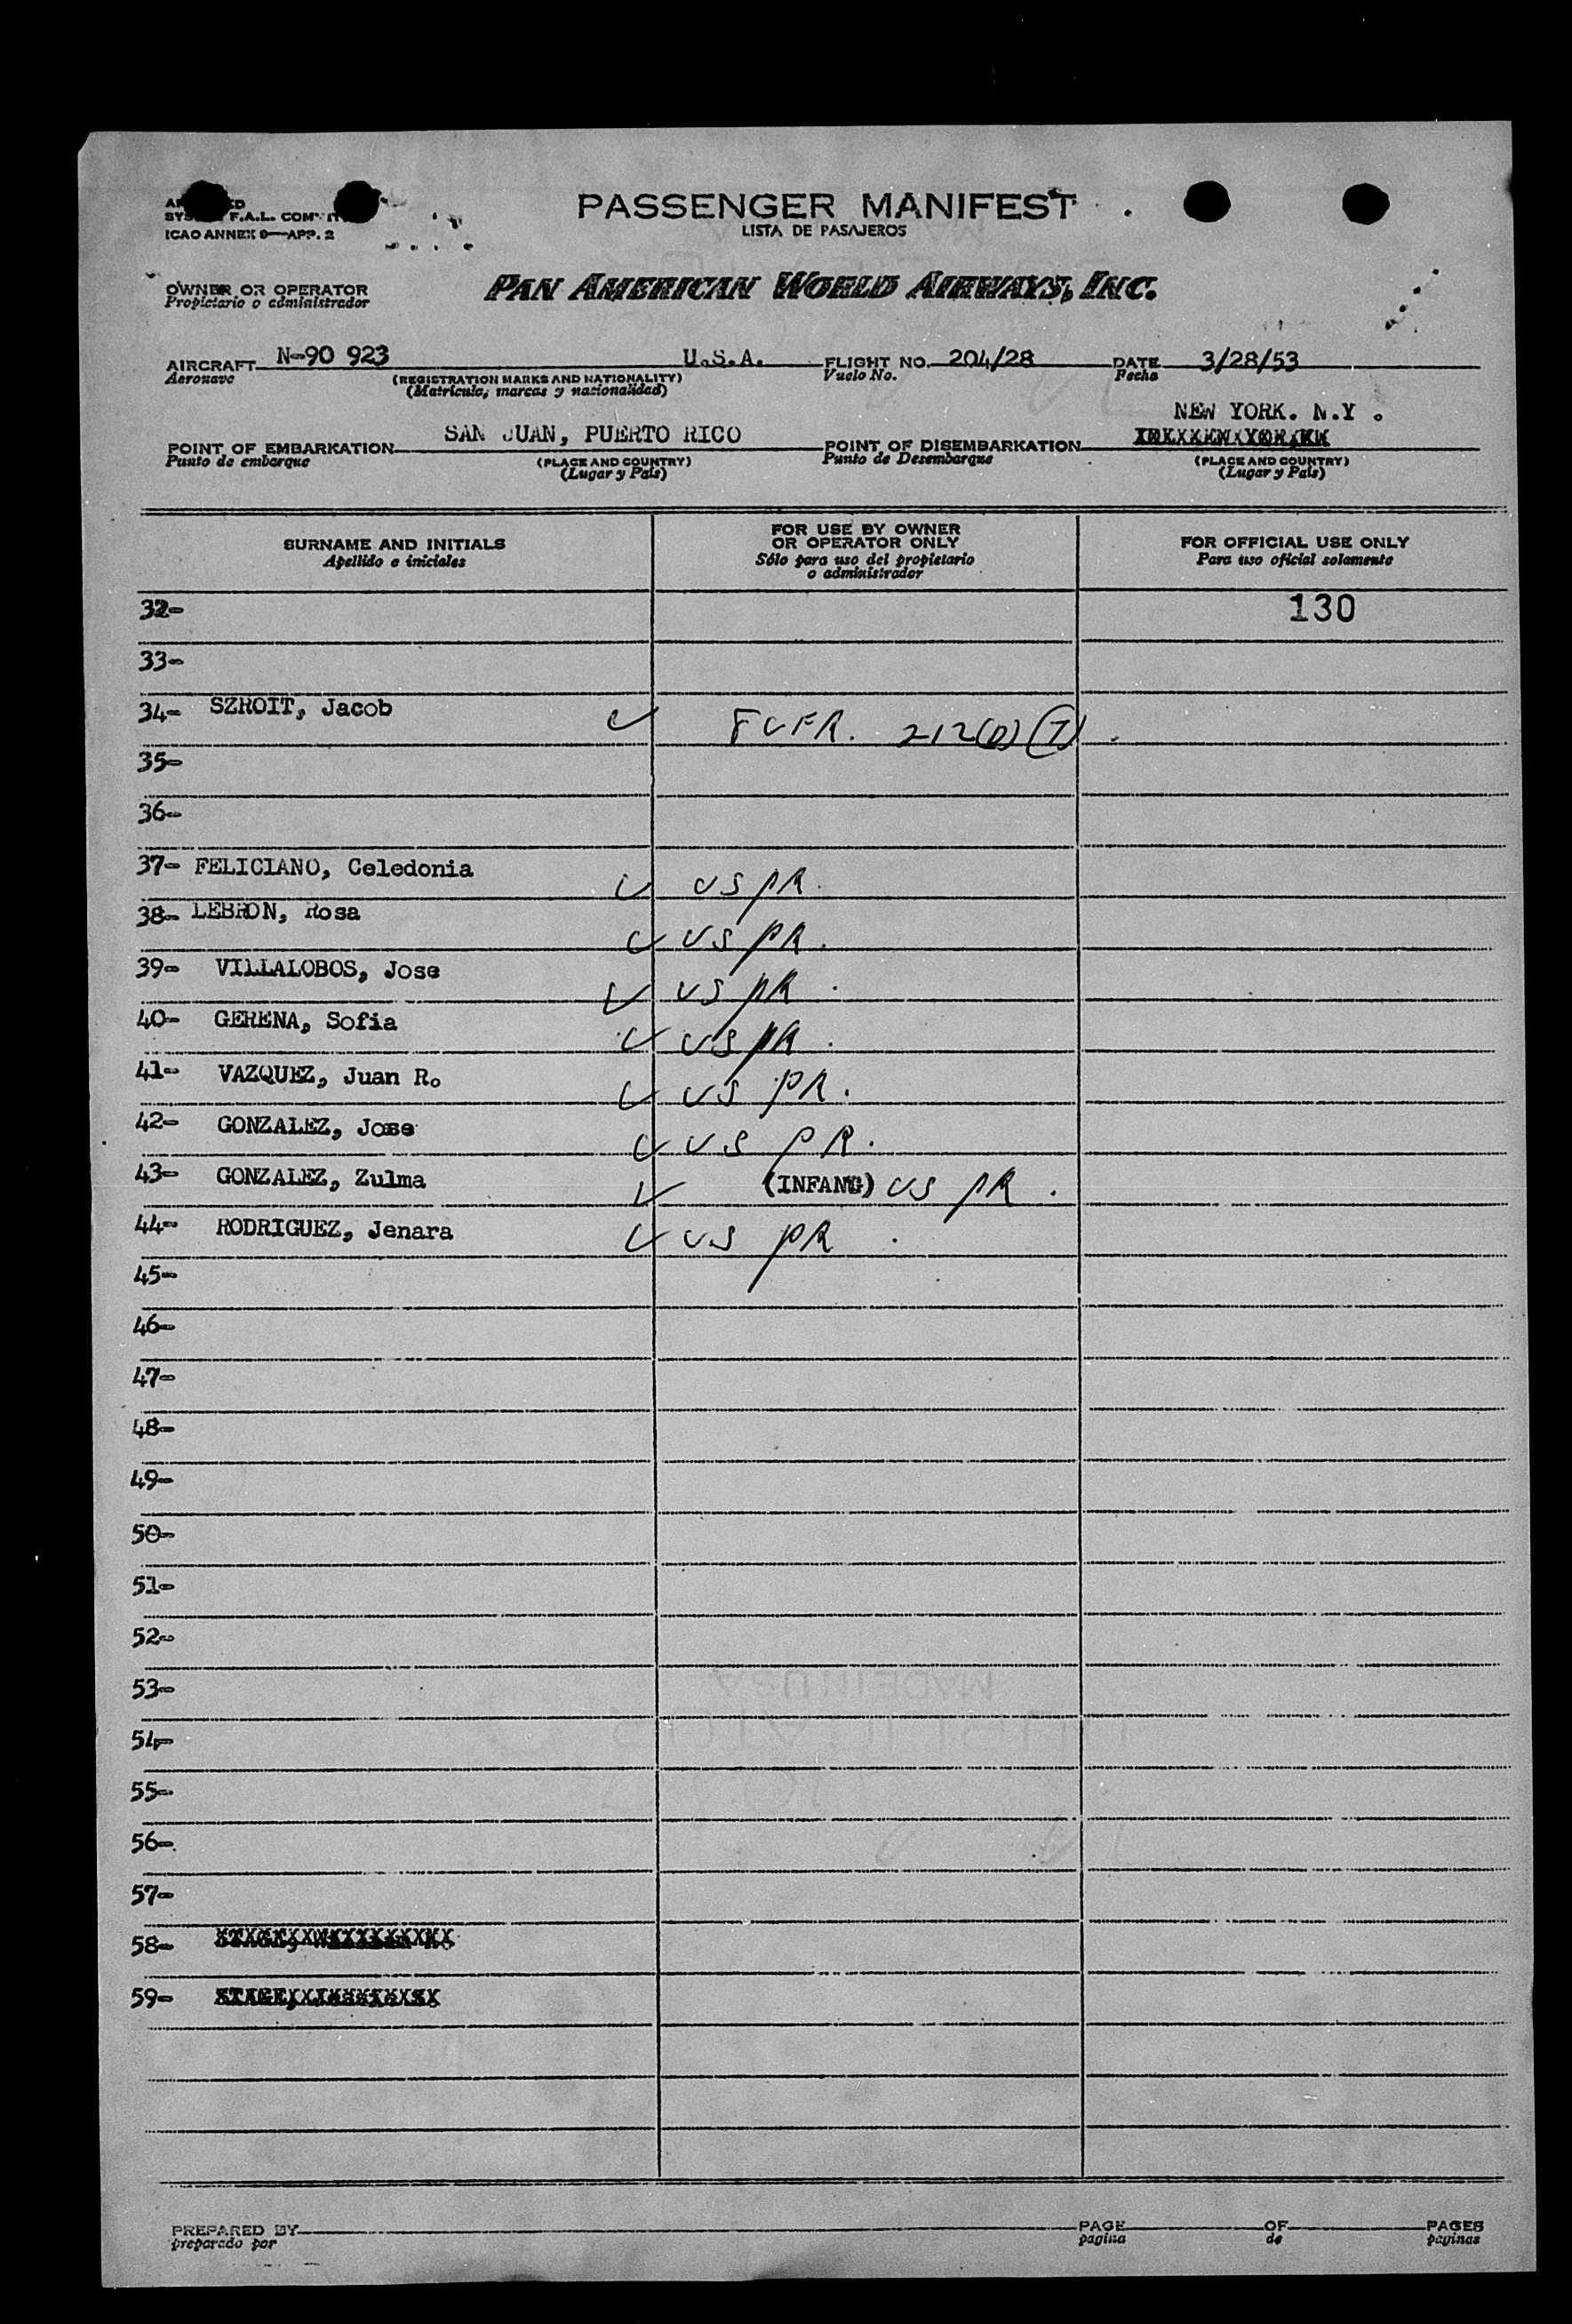 PASSENGER MANIFEST
LISTA DE PASAJEROS
F.A.L.
ICAO ANNEX 9—APP. 2
OWNER OR OPERATOR
Propietario o administrador
PAN AMERICAN WORLD AIRWAYS, INC.
AIRCRAFT N-90 923 U.S.A. FLIGHT NO. 204/28 DATE 3/28/53
Aeronave (REGISTRATION MARKS AND NATIONALITY) Vuelo No. Fecha
(Matricula, marcas y nacionalidad)
NEW YORK. N.Y.
POINT OF EMBARKATION SAN JUAN, PUERTO RICO POINT OF DISEMBARKATION
Punto de embarque (PLACE AND COUNTRY) Punto de Desembarque (PLACE AND COUNTRY)
(Lugar y País) (Lugar y País)
SURNAME AND INITIALS
Apellido e iniciales
FOR USE BY OWNER
OR OPERATOR ONLY
Sólo para uso del propietario
o administrador
FOR OFFICIAL USE ONLY
Para uso oficial solamente
32- 130
33-
34- SZROIT, Jacob 212
35-
36-
37- FELICIANO, Celedonia US PR.
38- LEBRON, Rosa US PR.
39- VILLALOBOS, Jose US PR.
40- GERENA, Sofia US PR.
41- VAZQUEZ, Juan R. US PR.
42- GONZALEZ, Jose US PR.
43- GONZALEZ, Zulma (INFANT) US PR.
44- RODRIGUEZ, Jenara US PR.
45-
46-
47-
48-
49-
50-
51-
52-
53-
54-
55-
56-
57-
58-
59-
PREPARED BY PAGE OF PAGES
preparado por pagina de paginas